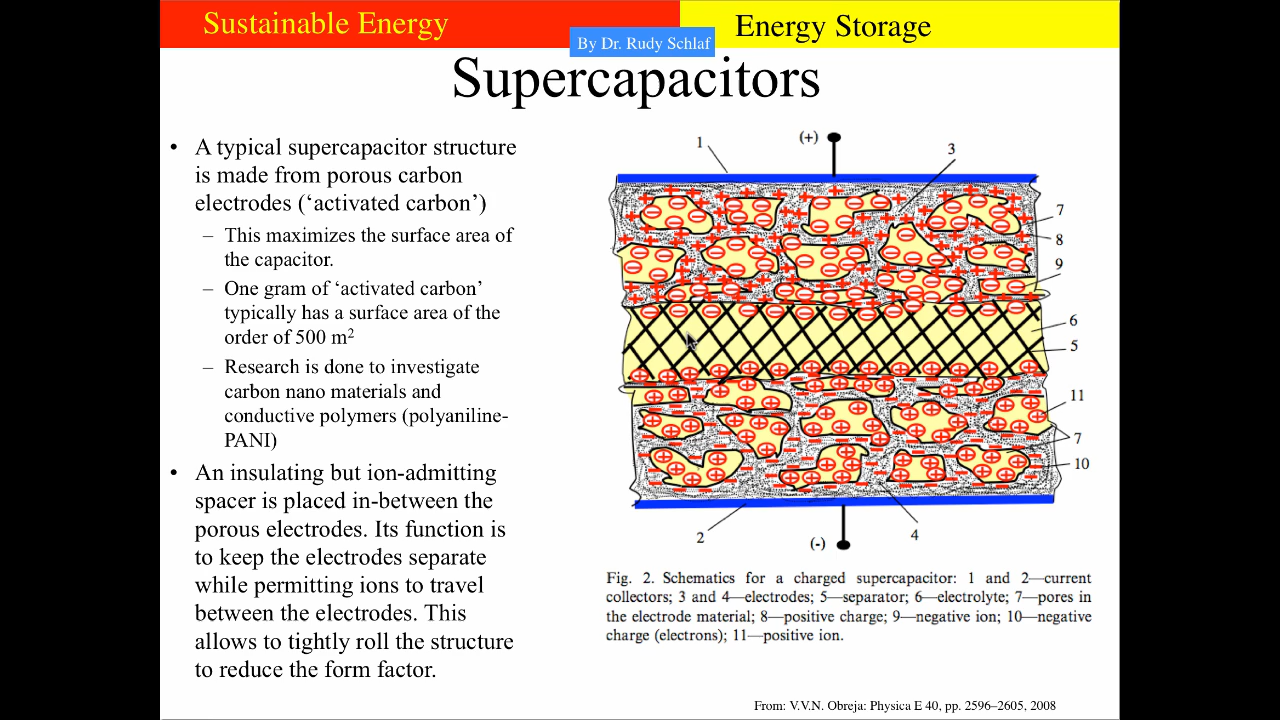 Sustainable Energy
Energy Storage
By Dr. Rudy Schlaf
Supercapacitors
• A typical supercapacitor structure
is made from porous carbon
electrodes (‘activated carbon’)
– This maximizes the surface area of
the capacitor.
– One gram of ‘activated carbon’
typically has a surface area of the
order of 500 m²
– Research is done to investigate
carbon nano materials and
conductive polymers (polyaniline-
PANI)
• An insulating but ion-admitting
spacer is placed in-between the
porous electrodes. Its function is
to keep the electrodes separate
while permitting ions to travel
between the electrodes. This
allows to tightly roll the structure
to reduce the form factor.
1
(+)
3
7
8
9
6
5
11
7
10
2
(-)
4
Fig. 2. Schematics for a charged supercapacitor: 1 and 2—current
collectors; 3 and 4—electrodes; 5—separator; 6—electrolyte; 7—pores in
the electrode material; 8—positive charge; 9—negative ion; 10—negative
charge (electrons); 11—positive ion.
From: V.V.N. Obreja: Physica E 40, pp. 2596–2605, 2008